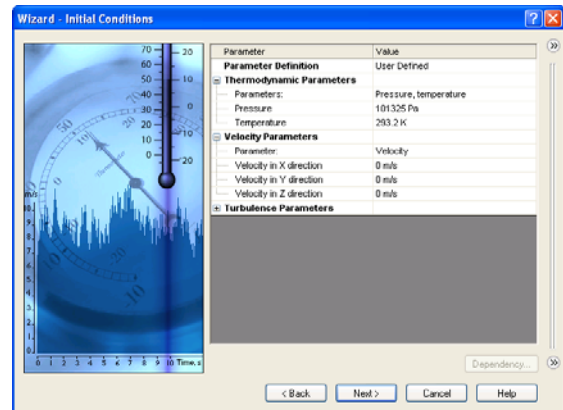 Wizard - Initial Conditions
Parameter Value
Parameter Definition User Defined
Thermodynamic Parameters
Parameters: Pressure, temperature
Pressure 101325 Pa
Temperature 293.2 K
Velocity Parameters
Parameter: Velocity
Velocity in X direction 0 m/s
Velocity in Y direction 0 m/s
Velocity in Z direction 0 m/s
Turbulence Parameters
70
60
50
40
30
20
10
0
20
10
0
-10
-20
m/s
10
9
8
7
6
5
4
3
2
1
0
0 1 2 3 4 5 6 7 8 9 10 Time, s
Dependency...
< Back Next > Cancel Help